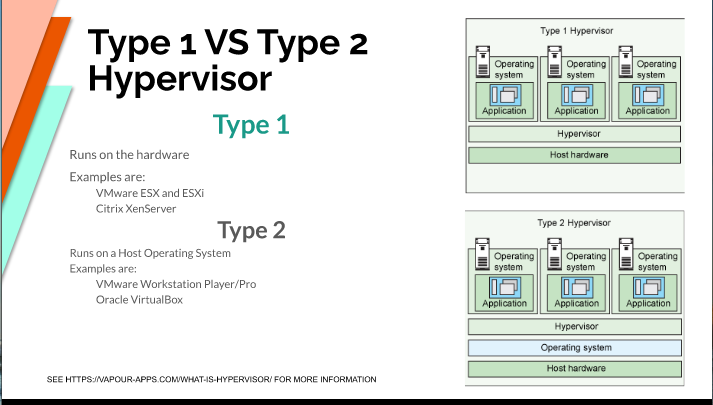 Type 1 VS Type 2
Hypervisor
Type 1
Runs on the hardware
Examples are:
VMware ESX and ESXi
Citrix XenServer
Type 2
Runs on a Host Operating System
Examples are:
VMware Workstation Player/Pro
Oracle VirtualBox
SEE HTTPS://VAPOUR-APPS.COM/WHAT-IS-HYPERVISOR/ FOR MORE INFORMATION
Type 1 Hypervisor
Operating
system
Application
Operating
system
Application
Operating
system
Application
Hypervisor
Host hardware
Type 2 Hypervisor
Operating
system
Application
Operating
system
Application
Operating
system
Application
Hypervisor
Operating system
Host hardware